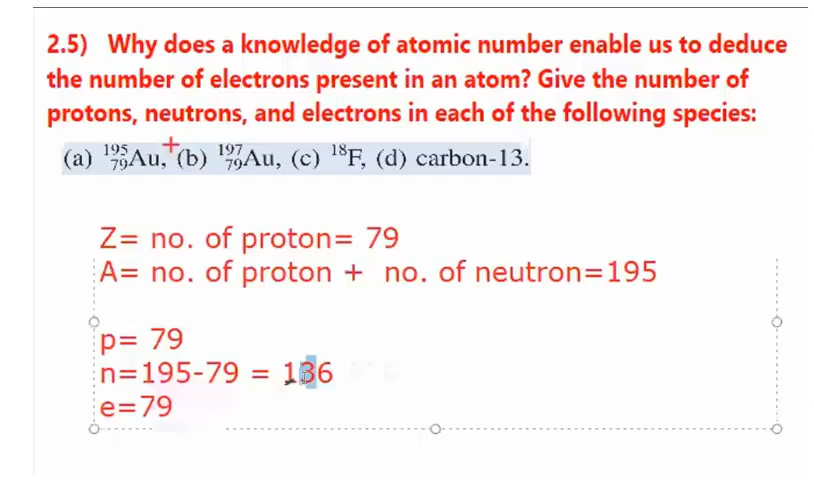 2.5) Why does a knowledge of atomic number enable us to deduce
the number of electrons present in an atom? Give the number of
protons, neutrons, and electrons in each of the following species:
(a) ¹⁹⁵₇₉Au,⁺ (b) ¹⁹⁷₇₉Au, (c) ¹⁸F, (d) carbon-13.
Z= no. of proton= 79
A= no. of proton + no. of neutron=195
p= 79
n=195-79 = 136
e=79